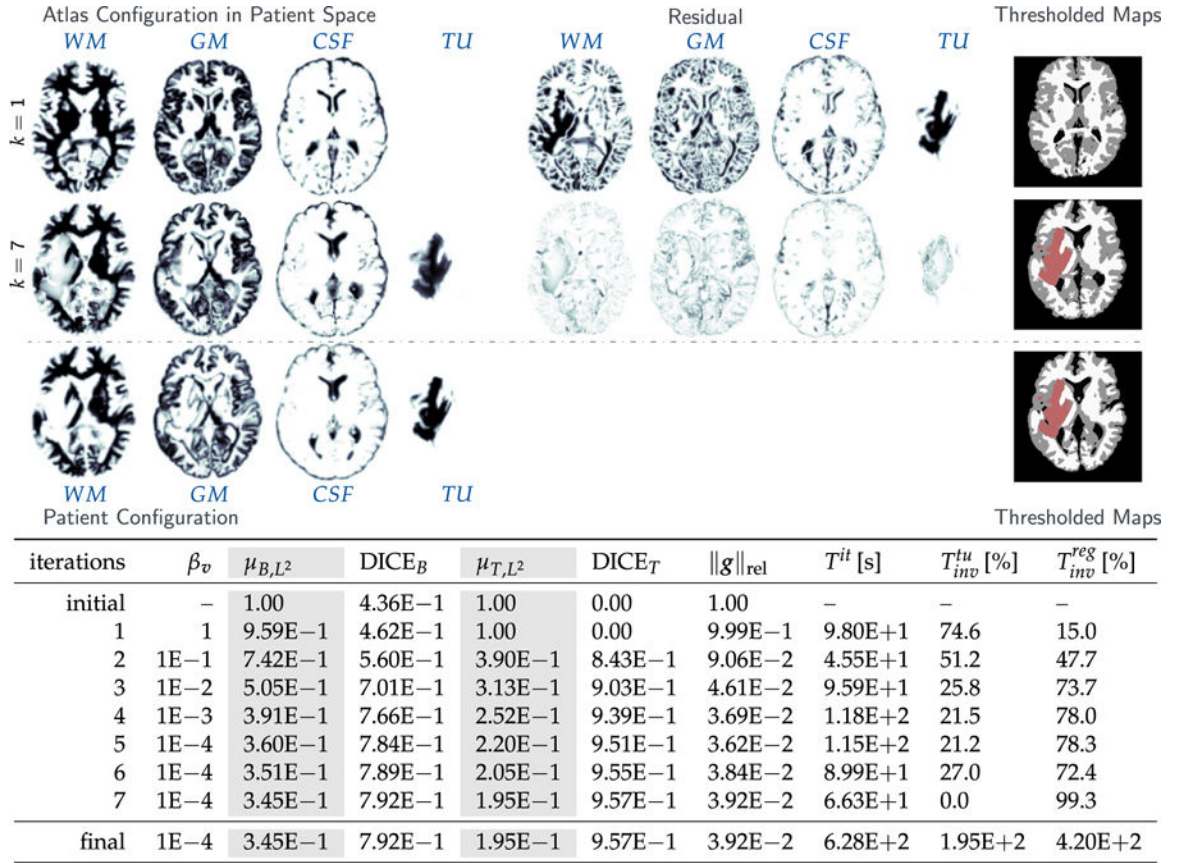 Atlas Configuration in Patient Space Residual Thresholded Maps
WM GM CSF TU WM GM CSF TU
k = 1
k = 7
WM GM CSF TU
Patient Configuration Thresholded Maps
iterations βv μB,L² DICEB μT,L² DICET ‖g‖rel T^it [s] T^tu_inv [%] T^reg_inv [%]
initial – 1.00 4.36E−1 1.00 0.00 1.00 – – –
1 1 9.59E−1 4.62E−1 1.00 0.00 9.99E−1 9.80E+1 74.6 15.0
2 1E−1 7.42E−1 5.60E−1 3.90E−1 8.43E−1 9.06E−2 4.55E+1 51.2 47.7
3 1E−2 5.05E−1 7.01E−1 3.13E−1 9.03E−1 4.61E−2 9.59E+1 25.8 73.7
4 1E−3 3.91E−1 7.66E−1 2.52E−1 9.39E−1 3.69E−2 1.18E+2 21.5 78.0
5 1E−4 3.60E−1 7.84E−1 2.20E−1 9.51E−1 3.62E−2 1.15E+2 21.2 78.3
6 1E−4 3.51E−1 7.89E−1 2.05E−1 9.55E−1 3.84E−2 8.99E+1 27.0 72.4
7 1E−4 3.45E−1 7.92E−1 1.95E−1 9.57E−1 3.92E−2 6.63E+1 0.0 99.3
final 1E−4 3.45E−1 7.92E−1 1.95E−1 9.57E−1 3.92E−2 6.28E+2 1.95E+2 4.20E+2